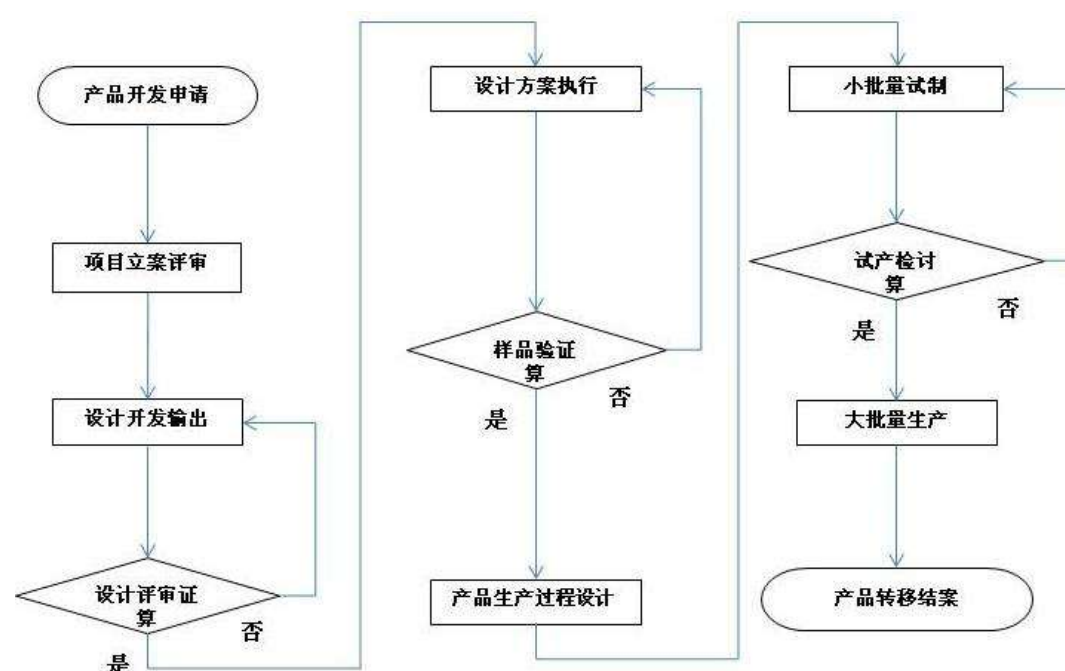 产品开发申请
项目立案评审
设计开发输出
设计评审证
算
否
是
设计方案执行
样品验证
算
否
是
产品生产过程设计
小批量试制
试产检讨
算
否
是
大批量生产
产品转移结案